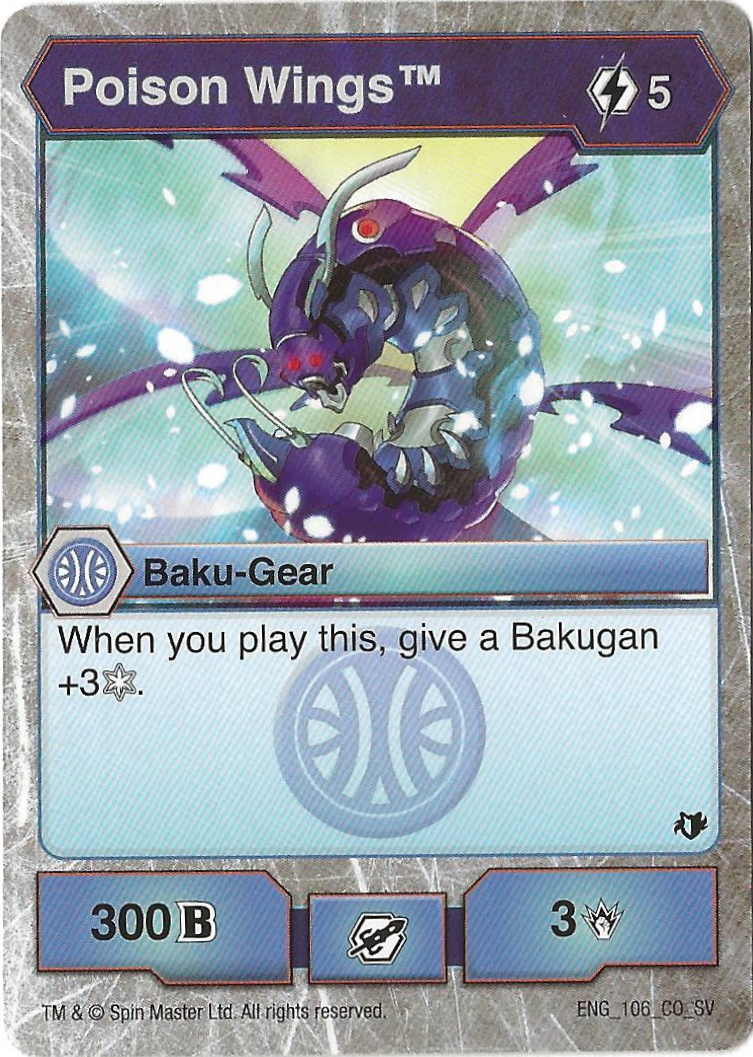 Poison Wings™
5
Baku-Gear
When you play this, give a Bakugan
+3.
300 B
3
TM & © Spin Master Ltd. All rights reserved.
ENG_106_CO_SV